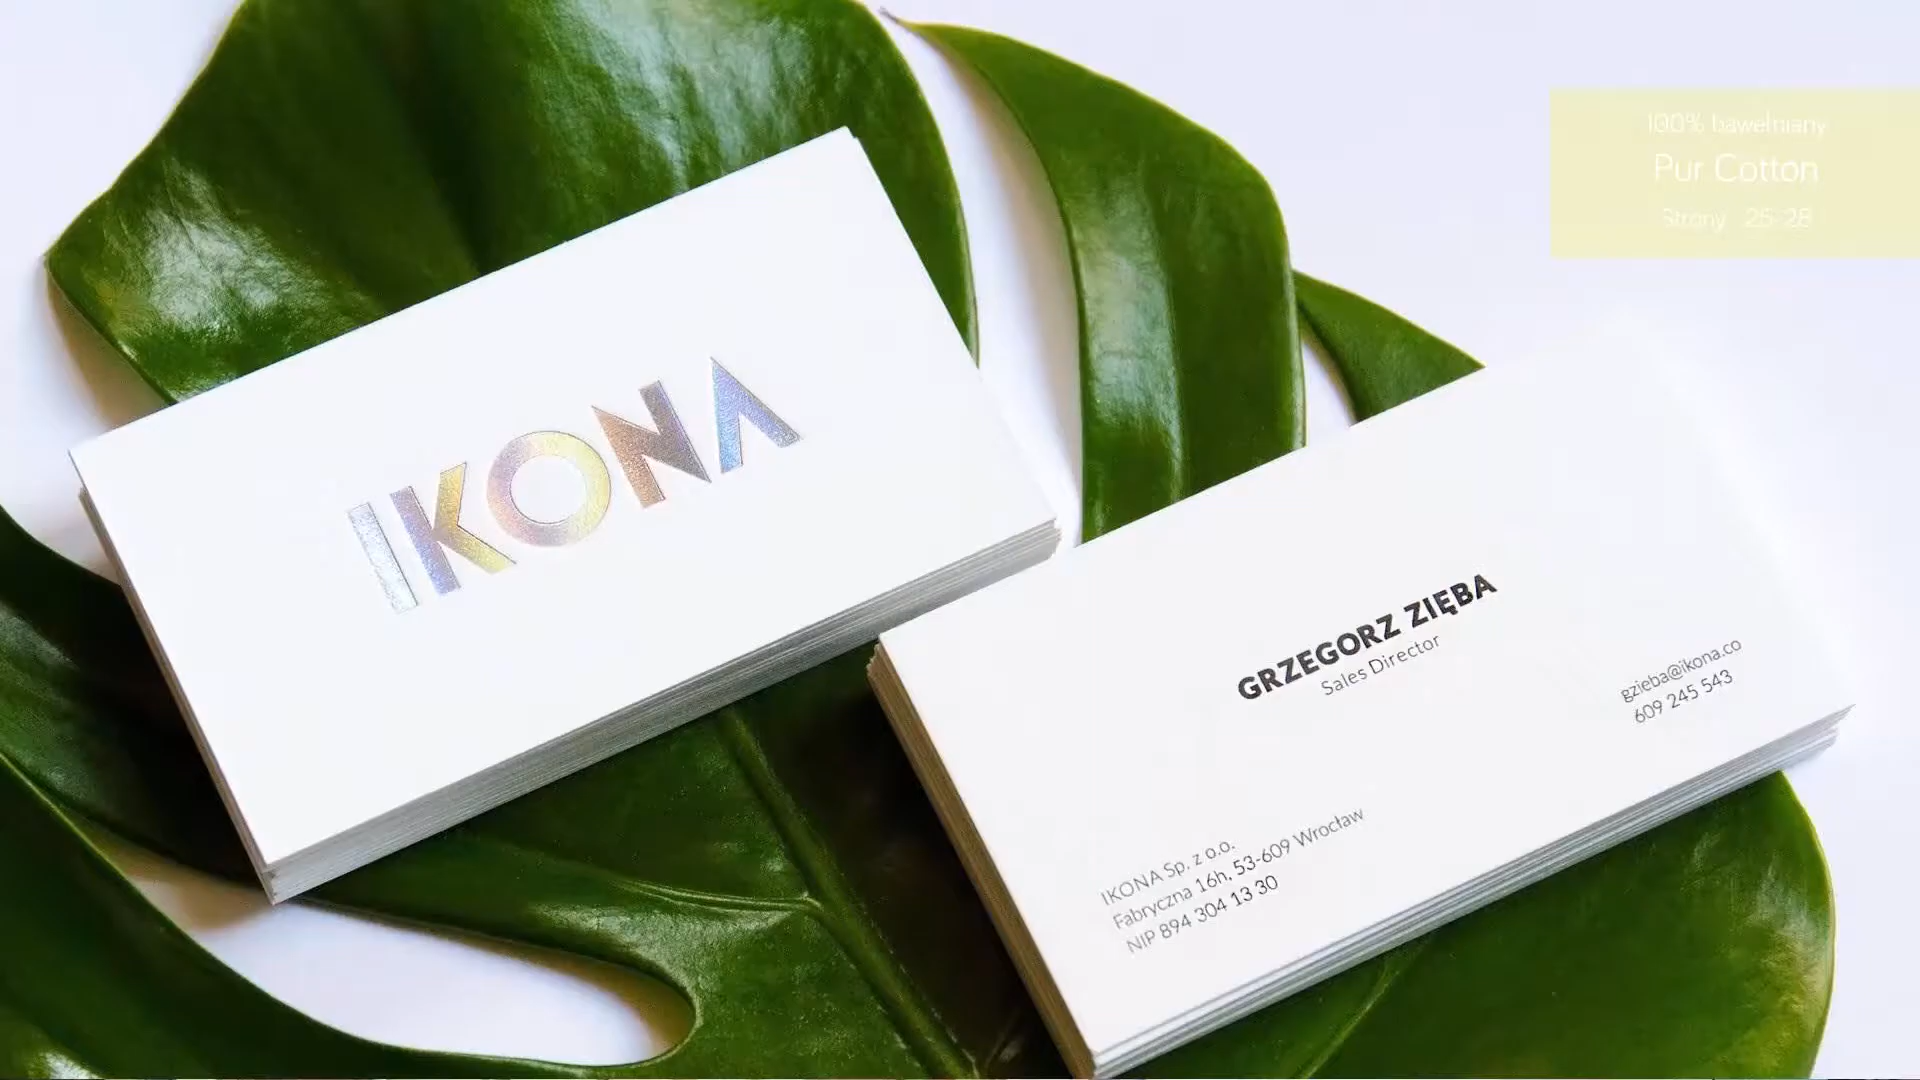 100% bawełniany
Pur Cotton
Strony 25-28
IKONA
GRZEGORZ ZIĘBA
Sales Director
gzieba@ikona.co
609 245 543
IKONA Sp. z o.o.
Fabryczna 16h, 53-609 Wrocław
NIP 894 304 13 30